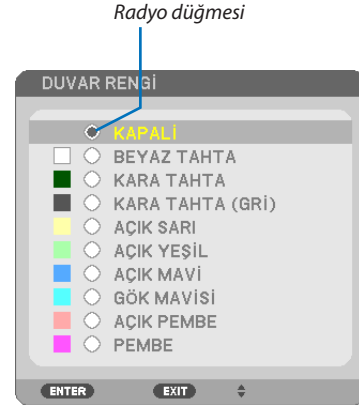 Radyo düğmesi
DUVAR RENGİ
KAPALİ
BEYAZ TAHTA
KARA TAHTA
KARA TAHTA (GRİ)
AÇIK SARI
AÇIK YEŞİL
AÇIK MAVİ
GÖK MAVİSİ
AÇIK PEMBE
PEMBE
ENTER EXIT